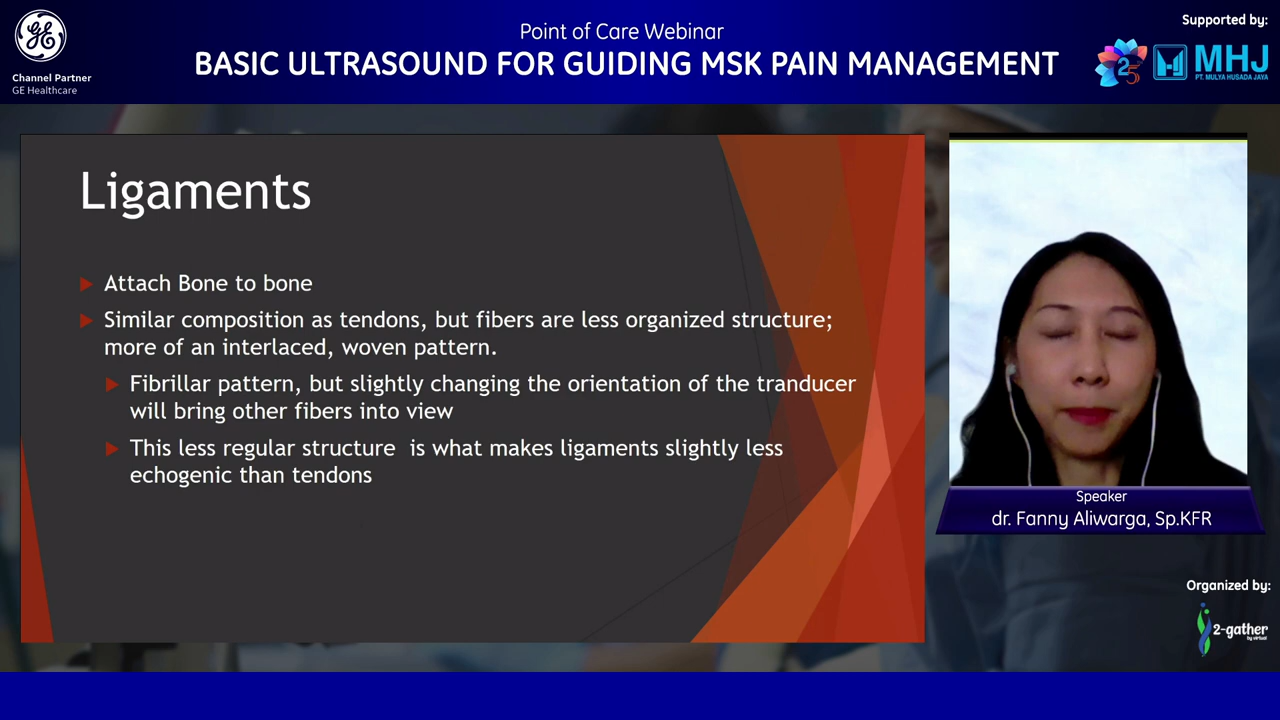 GE
Channel Partner
GE Healthcare
Point of Care Webinar
BASIC ULTRASOUND FOR GUIDING MSK PAIN MANAGEMENT
Supported by:
25
MHJ
PT. MULYA HUSADA JAYA
Ligaments
Attach Bone to bone
Similar composition as tendons, but fibers are less organized structure;
more of an interlaced, woven pattern.
Fibrillar pattern, but slightly changing the orientation of the tranducer
will bring other fibers into view
This less regular structure  is what makes ligaments slightly less
echogenic than tendons
Speaker
dr. Fanny Aliwarga, Sp.KFR
Organized by:
2-gather
by virtual